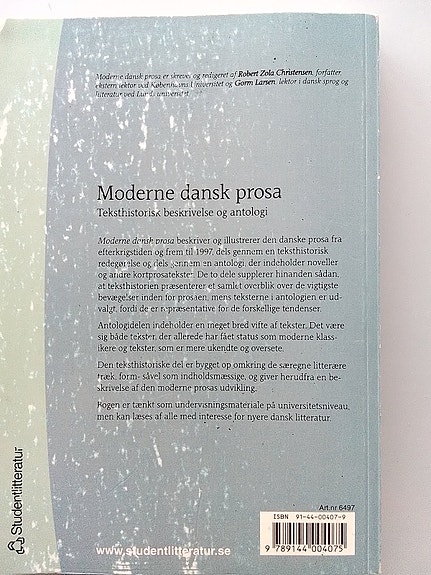 Moderne dansk prosa er skrevet og redigeret af Robert Zola Christensen, forfatter,
ekstern lektor ved Københavns Universitet og Gorm Larsen, lektor i dansk sprog og
litteratur ved Lunds universitet.
Moderne dansk prosa
Teksthistorisk beskrivelse og antologi
Moderne dansk prosa beskriver og illustrerer den danske prosa fra
efterkrigstiden og frem til 1997, dels gennem en teksthistorisk
redegørelse og dels gennem en antologi, der indeholder noveller
og andre kortprosatekster. De to dele supplerer hinanden sådan,
at teksthistorien præsenterer et samlet overblik over de vigtigste
bevægelser inden for prosaen, mens teksterne i antologien er ud-
valgt, fordi de er repræsentative for de forskellige tendenser.
Antologidelen indeholder en meget bred vifte af tekster. Det være
sig både tekster, der allerede har fået status som moderne klass-
ikere og tekster, som er mere ukendte og oversete.
Den teksthistoriske del er bygget op omkring de særegne litterære
træk, form- såvel som indholdsmæssige, og giver herudfra en be-
skrivelse af den moderne prosas udvikling.
Bogen er tænkt som undervisningsmateriale på universitetsniveau,
men kan læses af alle med interesse for nyere dansk litteratur.
Studentlitteratur
www.studentlitteratur.se
Art.nr 6497
ISBN 91-44-00407-9
9 789144 004075